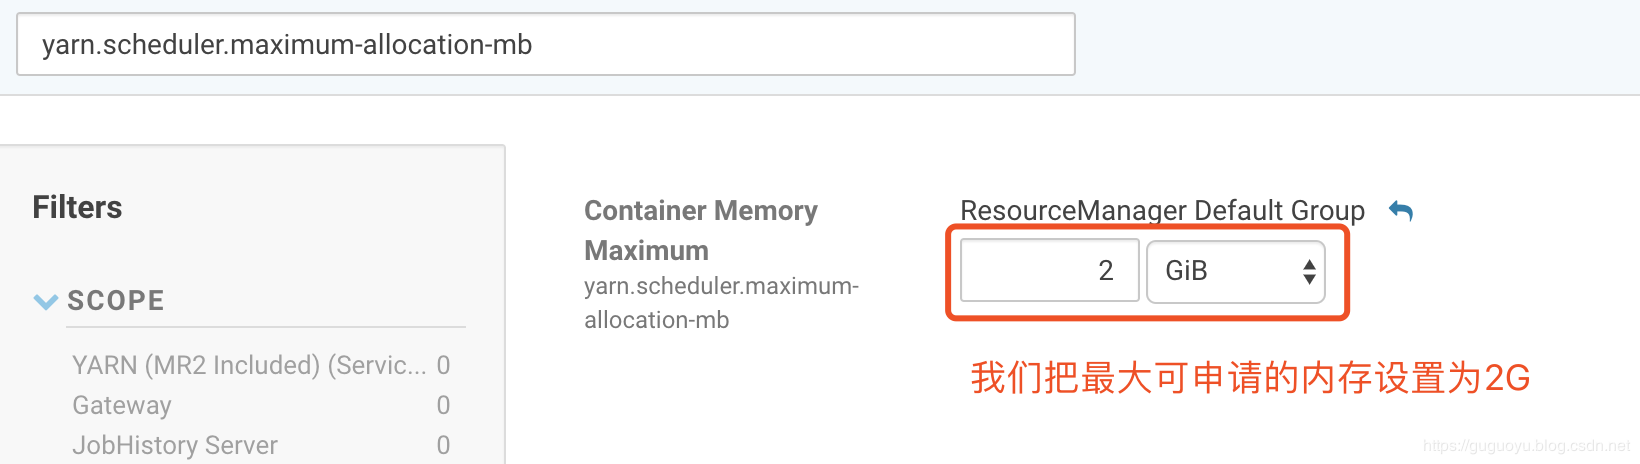 yarn.scheduler.maximum-allocation-mb
Filters
SCOPE
YARN (MR2 Included) (Servic... 0
Gateway 0
JobHistory Server 0
Container Memory
Maximum
yarn.scheduler.maximum-
allocation-mb
ResourceManager Default Group
2 GiB
我们把最大可申请的内存设置为2G
https://guguoyu.blog.csdn.net